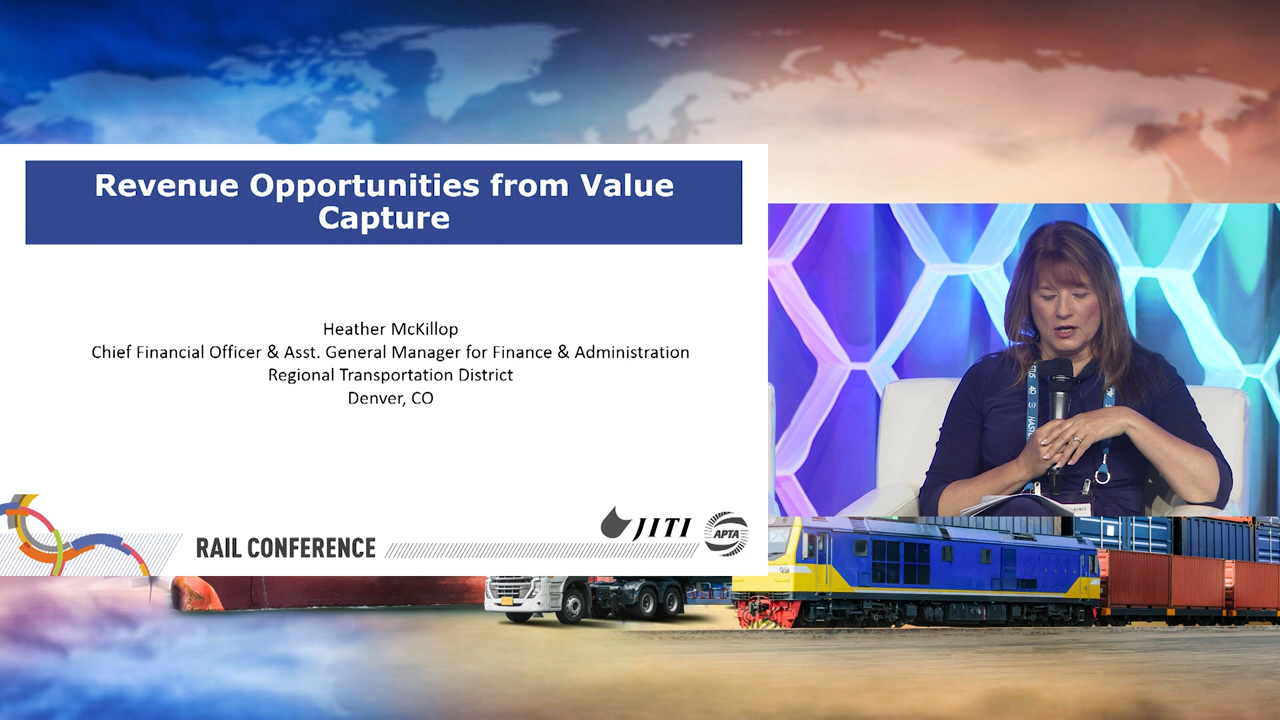 Revenue Opportunities from Value
Capture
Heather McKillop
Chief Financial Officer & Asst. General Manager for Finance & Administration
Regional Transportation District
Denver, CO
RAIL CONFERENCE
JITI
APTA